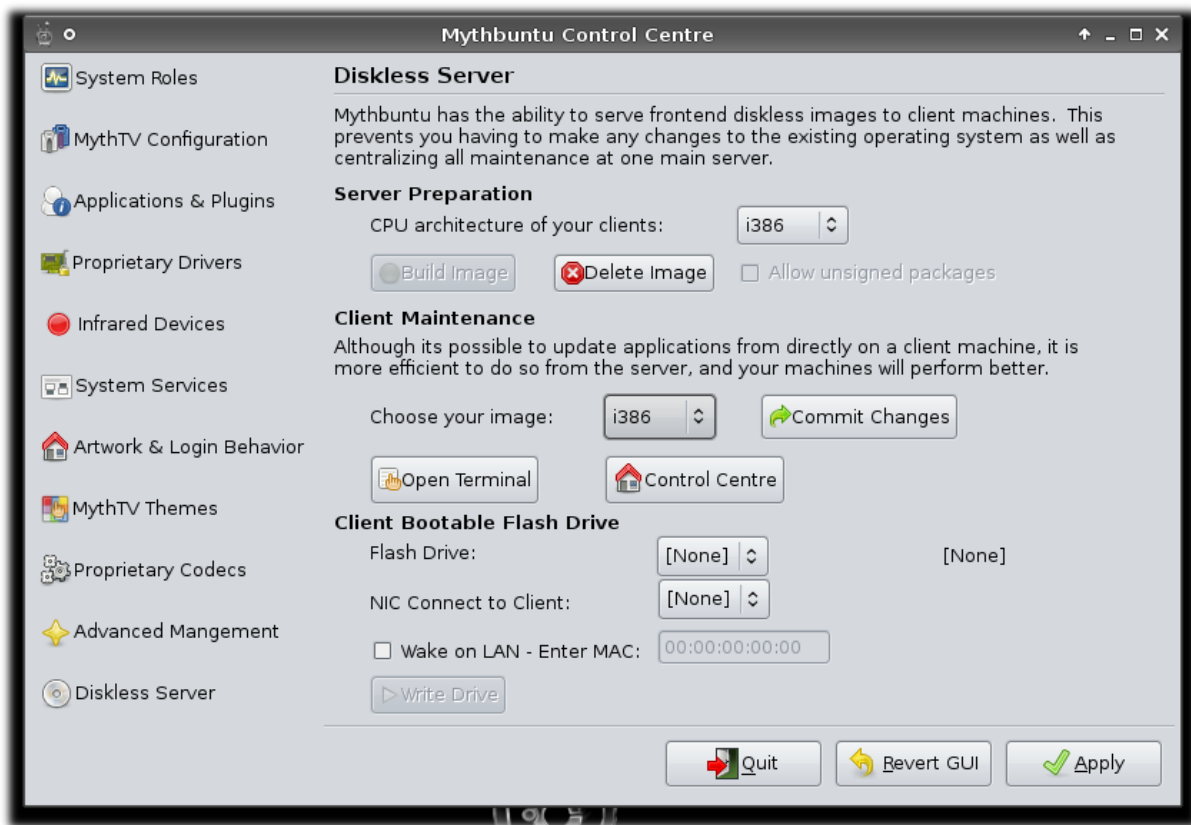 Mythbuntu Control Centre
System Roles
MythTV Configuration
Applications & Plugins
Proprietary Drivers
Infrared Devices
System Services
Artwork & Login Behavior
MythTV Themes
Proprietary Codecs
Advanced Mangement
Diskless Server
Diskless Server
Mythbuntu has the ability to serve frontend diskless images to client machines.  This
prevents you having to make any changes to the existing operating system as well as
centralizing all maintenance at one main server.
Server Preparation
CPU architecture of your clients: i386
Build Image Delete Image Allow unsigned packages
Client Maintenance
Although its possible to update applications from directly on a client machine, it is
more efficient to do so from the server, and your machines will perform better.
Choose your image: i386 Commit Changes
Open Terminal Control Centre
Client Bootable Flash Drive
Flash Drive: [None] [None]
NIC Connect to Client: [None]
Wake on LAN - Enter MAC: 00:00:00:00:00
Write Drive
Quit Revert GUI Apply